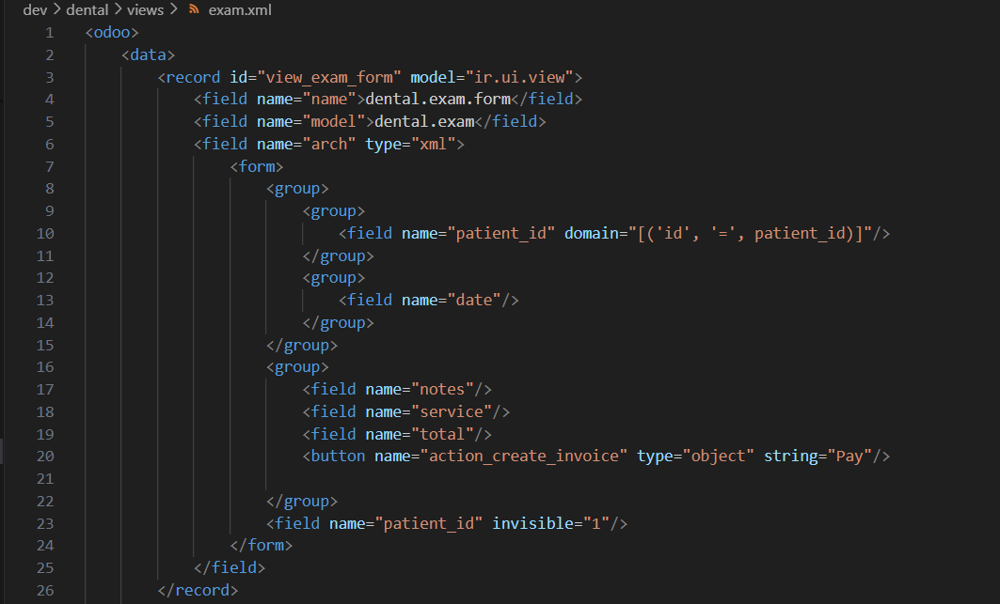 dev > dental > views > exam.xml
1 <odoo>
2 <data>
3 <record id="view_exam_form" model="ir.ui.view">
4 <field name="name">dental.exam.form</field>
5 <field name="model">dental.exam</field>
6 <field name="arch" type="xml">
7 <form>
8 <group>
9 <group>
10 <field name="patient_id" domain="[('id', '=', patient_id)]"/>
11 </group>
12 <group>
13 <field name="date"/>
14 </group>
15 </group>
16 <group>
17 <field name="notes"/>
18 <field name="service"/>
19 <field name="total"/>
20 <button name="action_create_invoice" type="object" string="Pay"/>
21
22 </group>
23 <field name="patient_id" invisible="1"/>
24 </form>
25 </field>
26 </record>